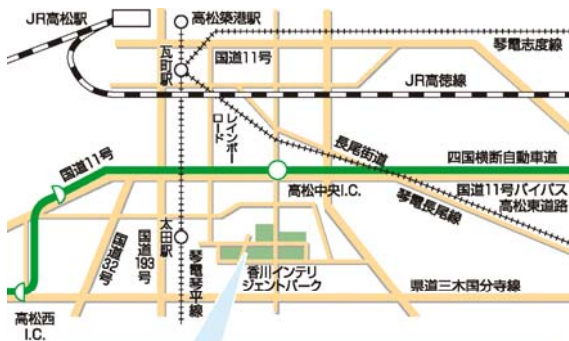 JR高松駅
高松築港駅
瓦町駅
国道11号
琴電志度線
JR高徳線
レインボー
ロード
長尾街道
国道11号
四国横断自動車道
高松中央I.C.
国道11号バイパス
高松東道路
琴電長尾線
国道32号
国道193号
太田駅
琴電琴平線
香川インテリ
ジェントパーク
県道三木国分寺線
高松西
I.C.